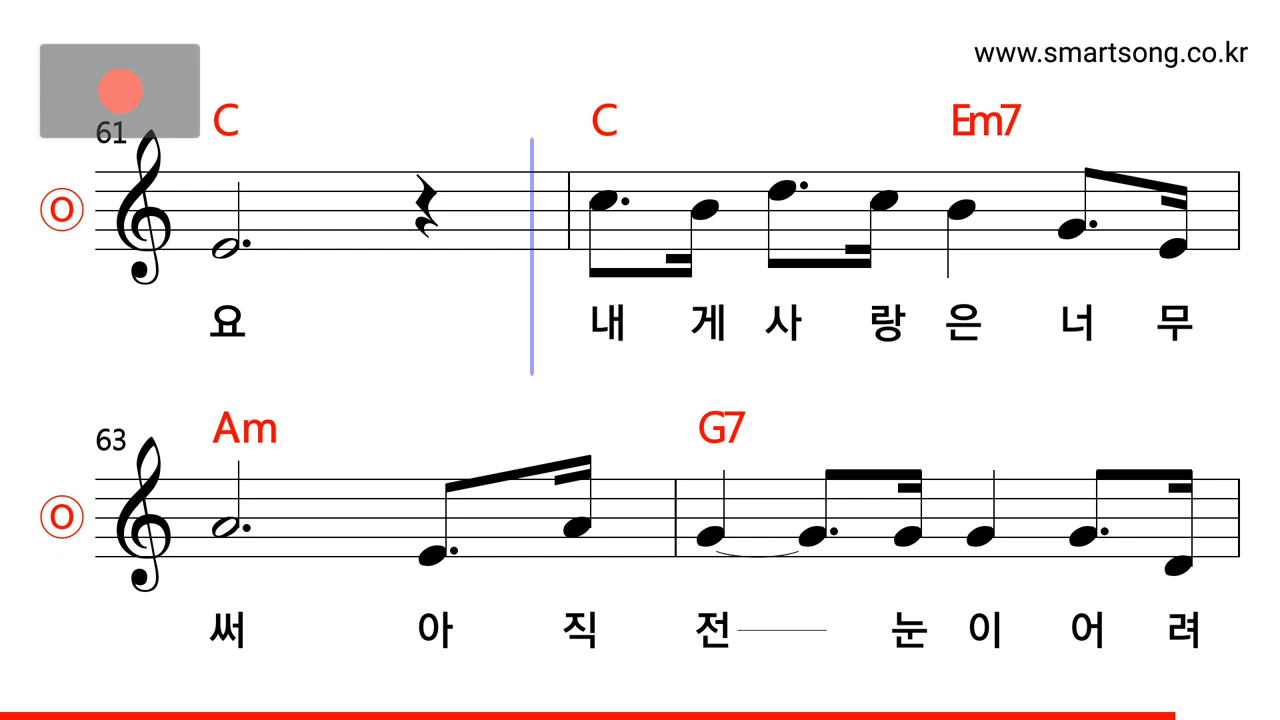 www.smartsong.co.kr
61
C C Em7
O
요 내 게 사 랑 은 너 무
63
Am G7
O
써 아 직 전 눈 이 어 려